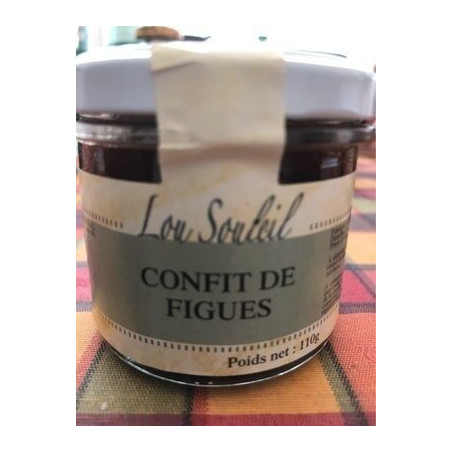 Lou Souleil
CONFIT DE
FIGUES
Poids net : 110g